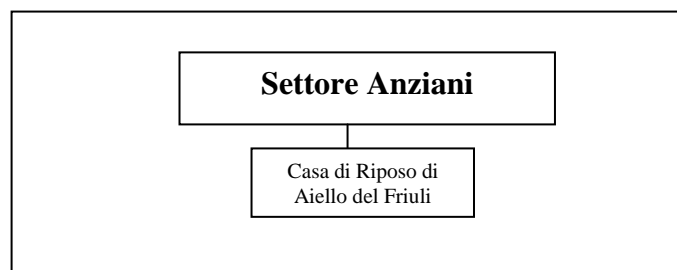 Settore Anziani
Casa di Riposo di
Aiello del Friuli